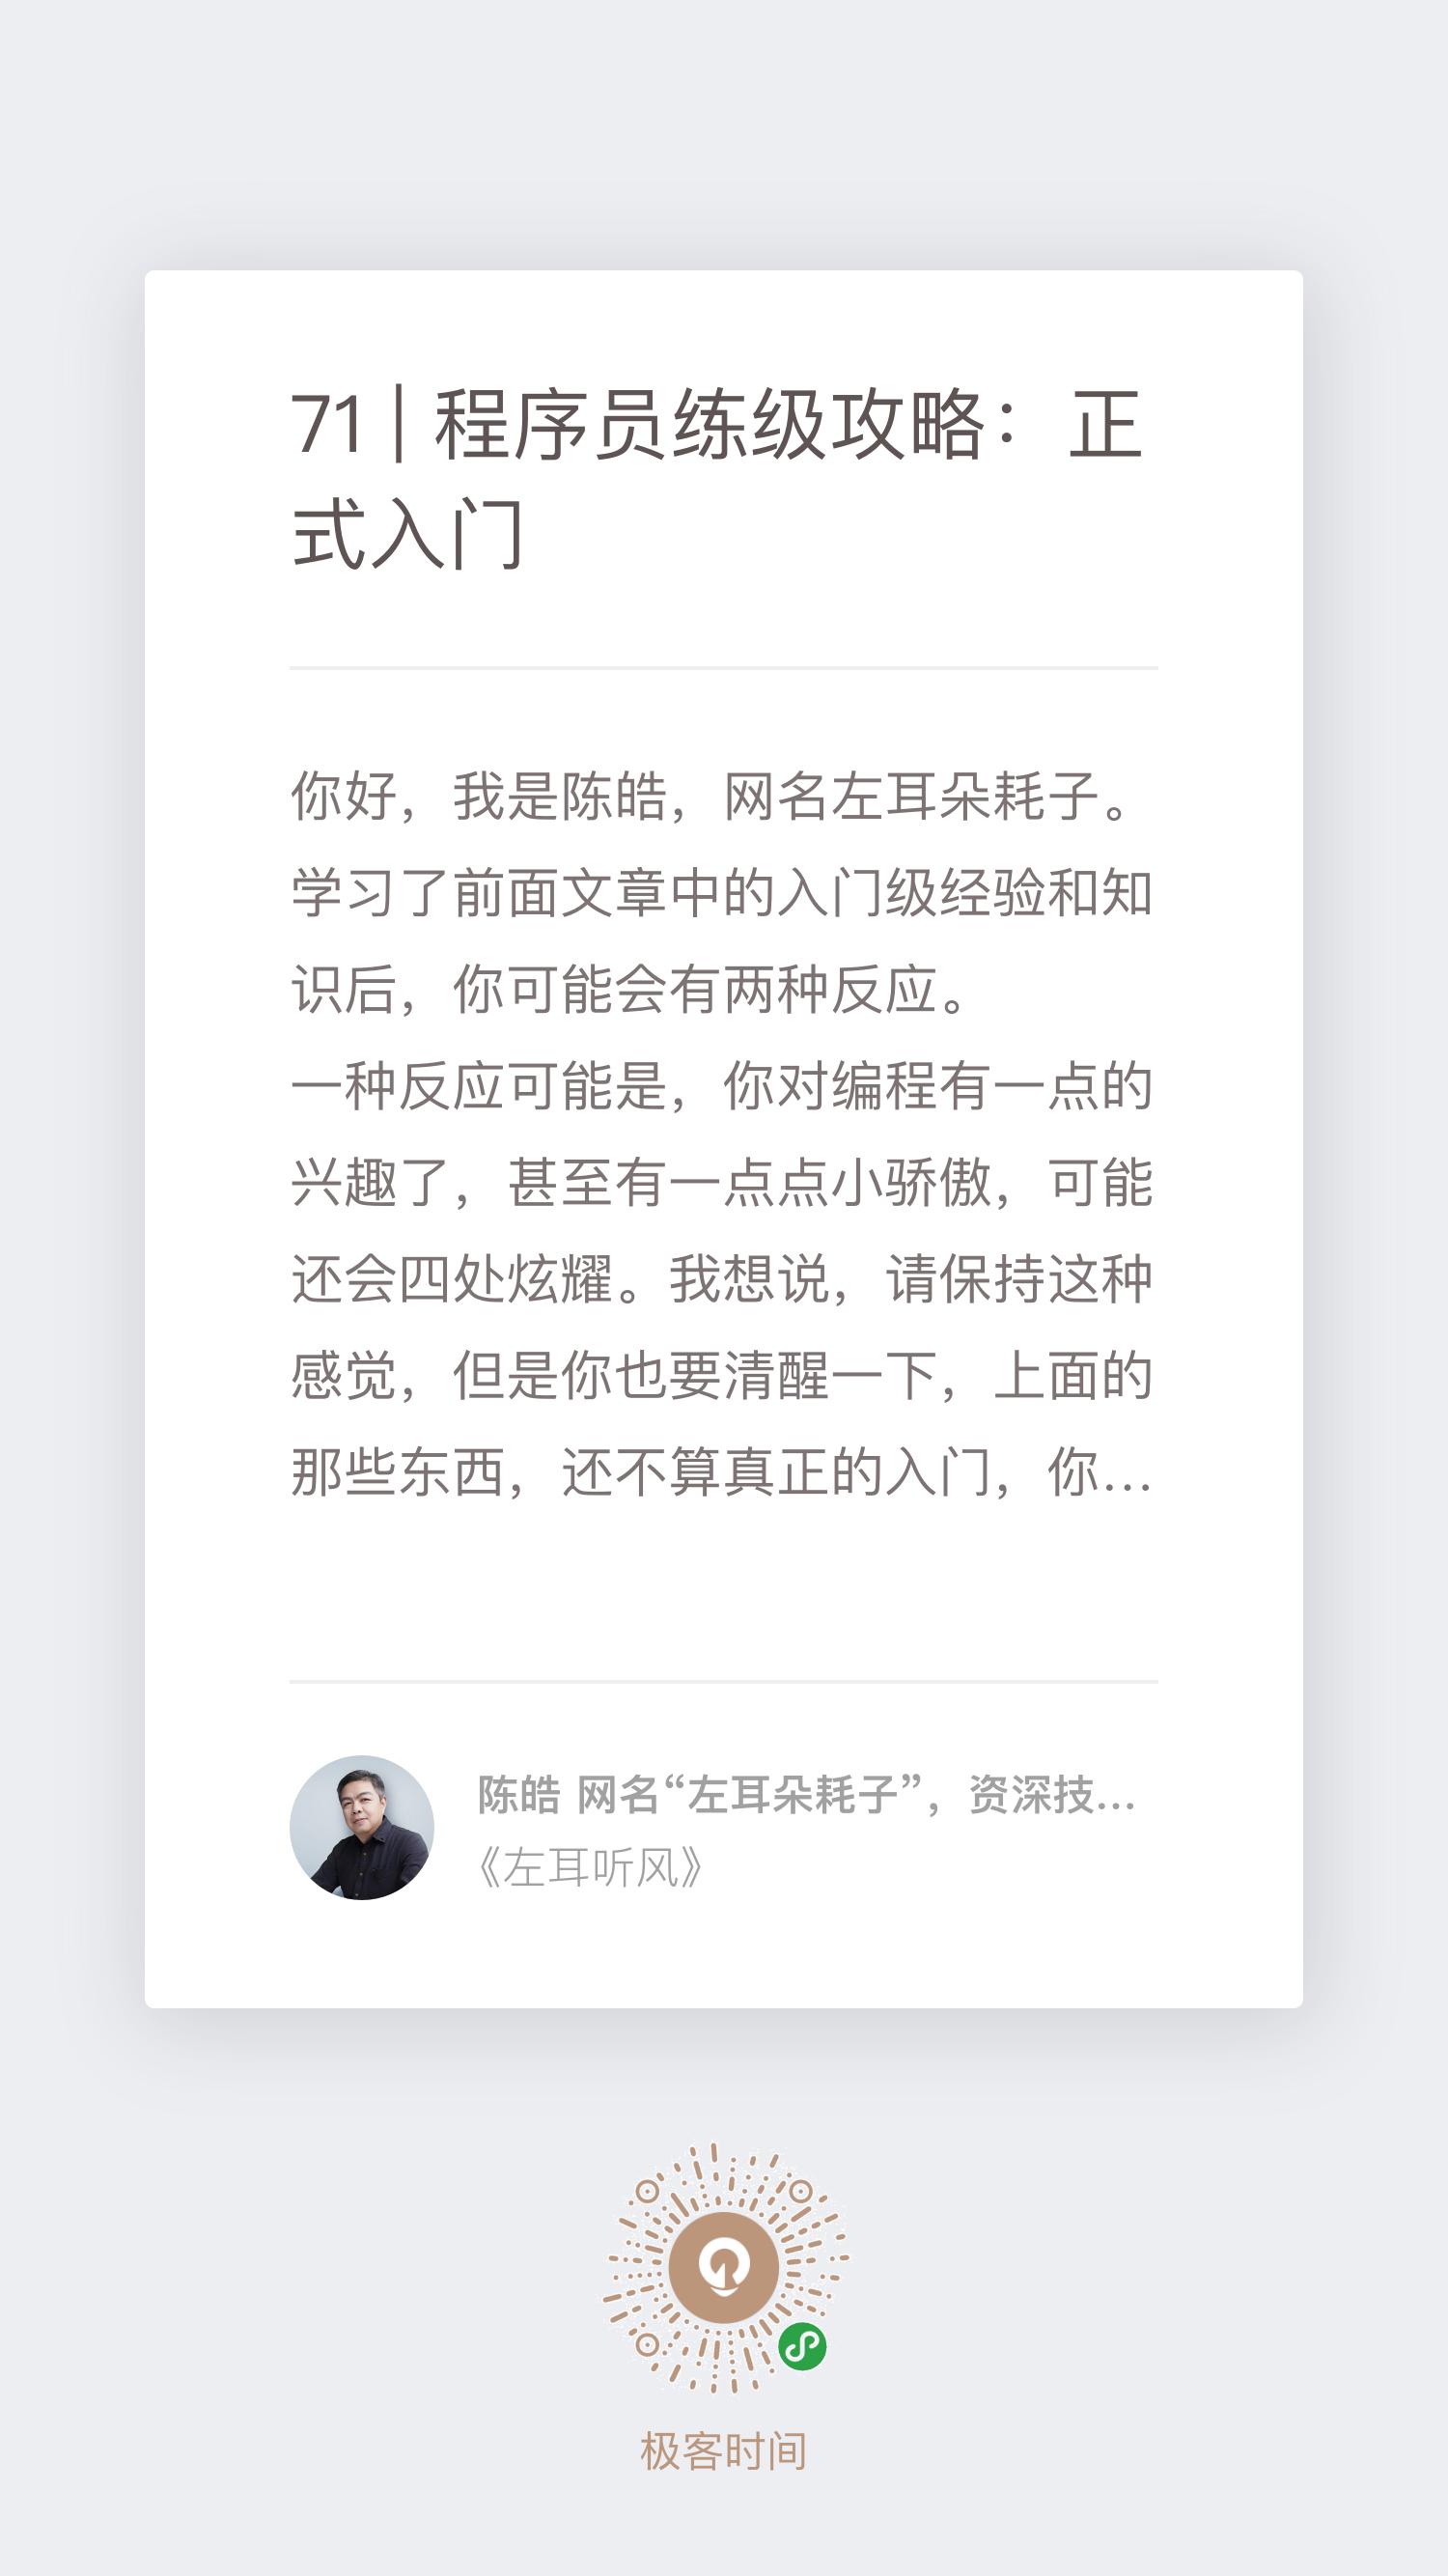 71 | 程序员练级攻略：正
式入门
你好，我是陈皓，网名左耳朵耗子。
学习了前面文章中的入门级经验和知
识后，你可能会有两种反应。
一种反应可能是，你对编程有一点的
兴趣了，甚至有一点点小骄傲，可能
还会四处炫耀。我想说，请保持这种
感觉，但是你也要清醒一下，上面的
那些东西，还不算真正的入门，你...
陈皓 网名“左耳朵耗子”，资深技...
《左耳听风》
极客时间